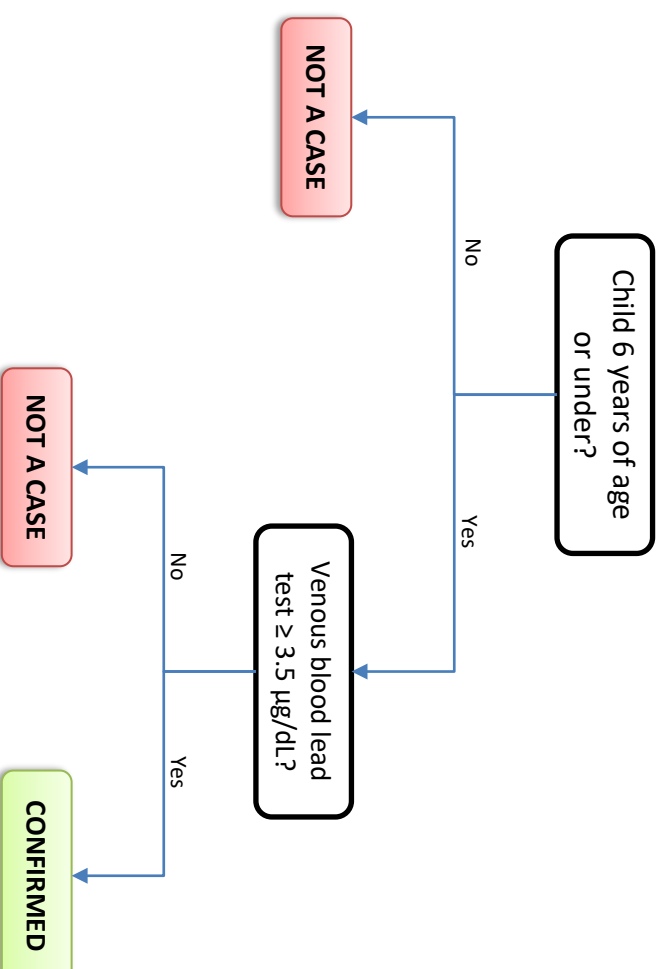 Child 6 years of age
or under?
No
Yes
NOT A CASE
Venous blood lead
test ≥ 3.5 µg/dL?
No
Yes
NOT A CASE
CONFIRMED